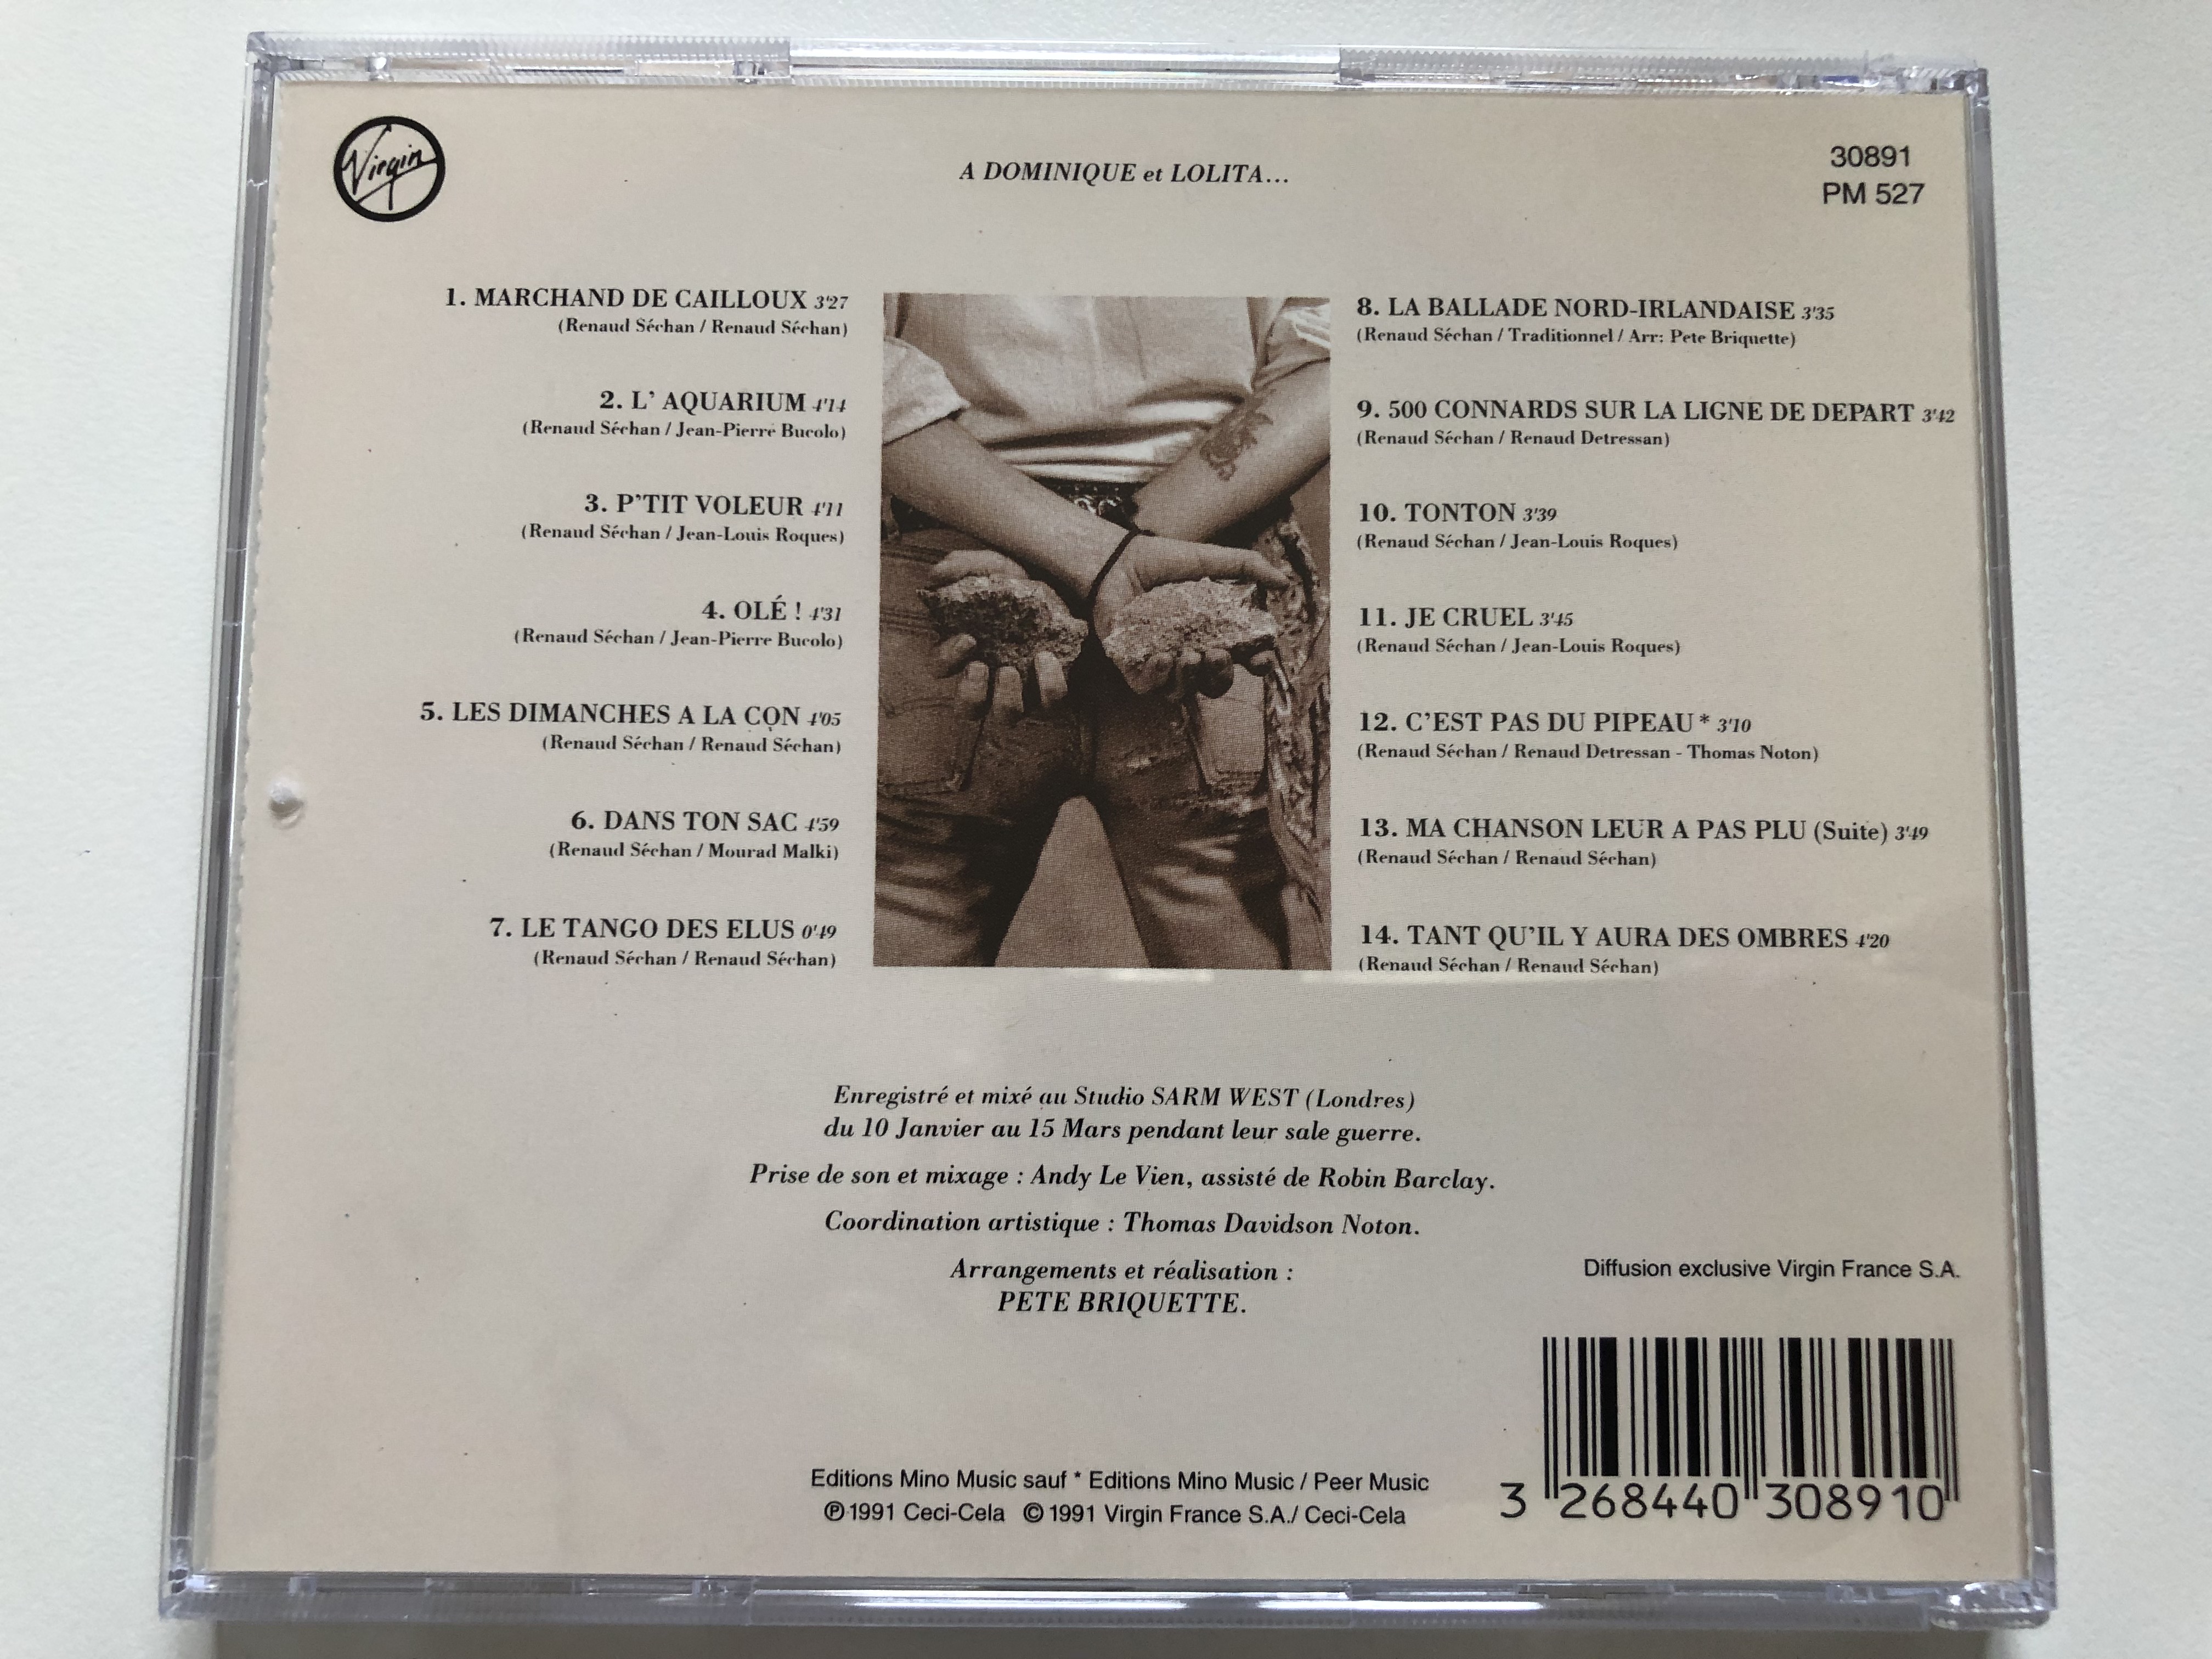 Virgin
A DOMINIQUE et LOLITA...
30891
PM 527
1. MARCHAND DE CAILLOUX 3'27
(Renaud Séchan / Renaud Séchan)
2. L' AQUARIUM 4'14
(Renaud Séchan / Jean-Pierre Bucolo)
3. P'TIT VOLEUR 4'11
(Renaud Séchan / Jean-Louis Roques)
4. OLÉ ! 4'31
(Renaud Séchan / Jean-Pierre Bucolo)
5. LES DIMANCHES A LA CON 4'05
(Renaud Séchan / Renaud Séchan)
6. DANS TON SAC 4'59
(Renaud Séchan / Mourad Malki)
7. LE TANGO DES ELUS 0'49
(Renaud Séchan / Renaud Séchan)
8. LA BALLADE NORD-IRLANDAISE 3'35
(Renaud Séchan / Traditionnel / Arr: Pete Briquette)
9. 500 CONNARDS SUR LA LIGNE DE DEPART 3'42
(Renaud Séchan / Renaud Detressan)
10. TONTON 3'39
(Renaud Séchan / Jean-Louis Roques)
11. JE CRUEL 3'45
(Renaud Séchan / Jean-Louis Roques)
12. C'EST PAS DU PIPEAU * 3'10
(Renaud Séchan / Renaud Detressan - Thomas Noton)
13. MA CHANSON LEUR A PAS PLU (Suite) 3'49
(Renaud Séchan / Renaud Séchan)
14. TANT QU'IL Y AURA DES OMBRES 4'20
(Renaud Séchan / Renaud Séchan)
Enregistré et mixé au Studio SARM WEST (Londres)
du 10 Janvier au 15 Mars pendant leur sale guerre.
Prise de son et mixage : Andy Le Vien, assisté de Robin Barclay.
Coordination artistique : Thomas Davidson Noton.
Arrangements et réalisation :
PETE BRIQUETTE.
Diffusion exclusive Virgin France S.A.
Editions Mino Music sauf * Editions Mino Music / Peer Music
℗ 1991 Ceci-Cela © 1991 Virgin France S.A./ Ceci-Cela
3 268440 308910